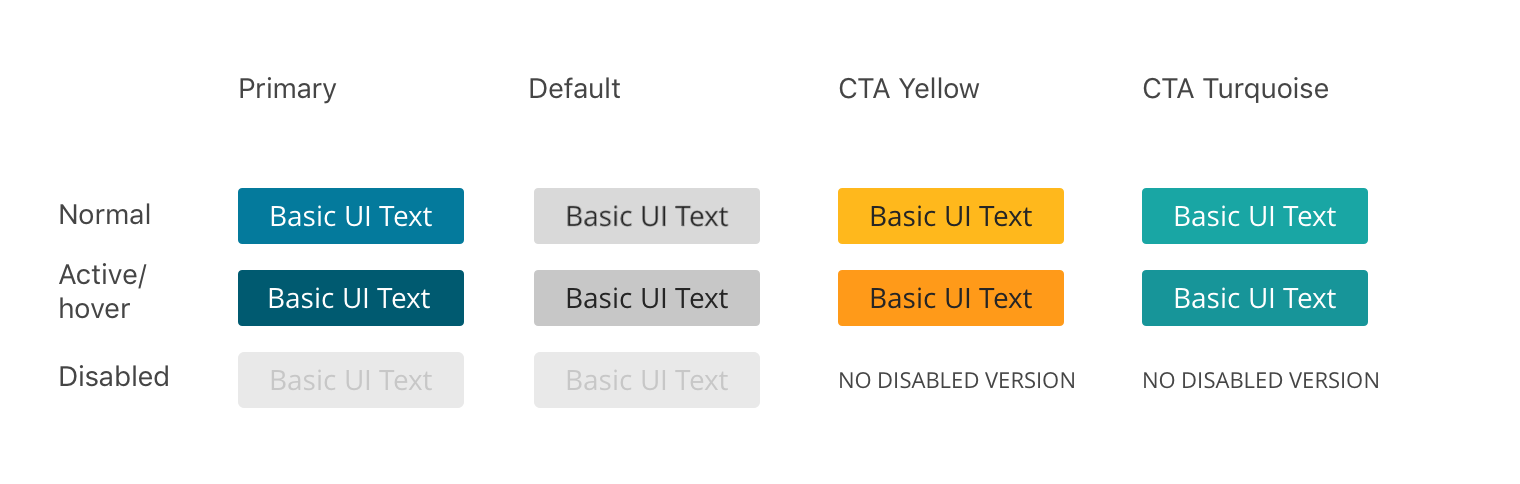 Primary Default CTA Yellow CTA Turquoise
Normal Basic UI Text Basic UI Text Basic UI Text Basic UI Text
Active/
hover Basic UI Text Basic UI Text Basic UI Text Basic UI Text
Disabled Basic UI Text Basic UI Text NO DISABLED VERSION NO DISABLED VERSION